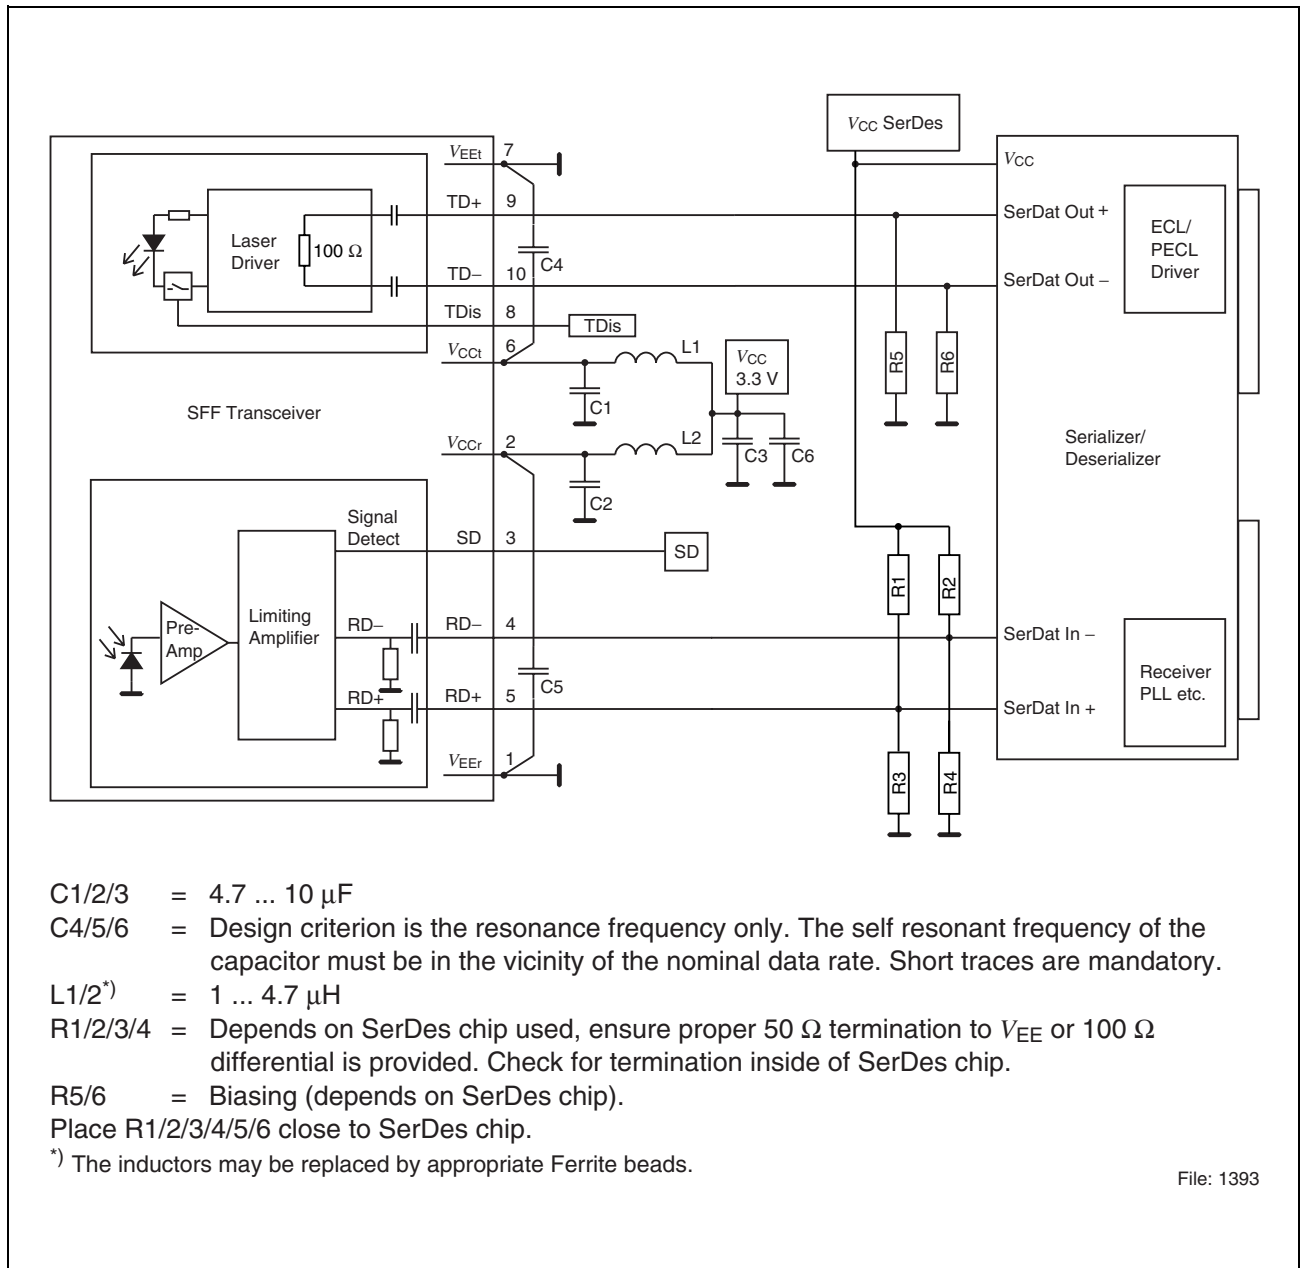 V_CC SerDes
V_EEt 7
V_CC
TD+ 9
SerDat Out +
Laser
Driver
100 Ω
ECL/
PECL
Driver
C4
TD− 10
SerDat Out −
TDis 8
TDis
V_CCt 6
L1
V_CC
3.3 V
R5
R6
C1
SFF Transceiver
V_CCr 2
L2
C3
C6
Serializer/
Deserializer
C2
Signal
Detect
SD 3
SD
R1
R2
Pre-
Amp
Limiting
Amplifier
RD−
RD− 4
SerDat In −
C5
Receiver
PLL etc.
RD+
RD+ 5
SerDat In +
V_EEr 1
R3
R4
C1/2/3 = 4.7 ... 10 μF
C4/5/6 = Design criterion is the resonance frequency only. The self resonant frequency of the
capacitor must be in the vicinity of the nominal data rate. Short traces are mandatory.
L1/2*) = 1 ... 4.7 μH
R1/2/3/4 = Depends on SerDes chip used, ensure proper 50 Ω termination to V_EE or 100 Ω
differential is provided. Check for termination inside of SerDes chip.
R5/6 = Biasing (depends on SerDes chip).
Place R1/2/3/4/5/6 close to SerDes chip.
*) The inductors may be replaced by appropriate Ferrite beads.
File: 1393